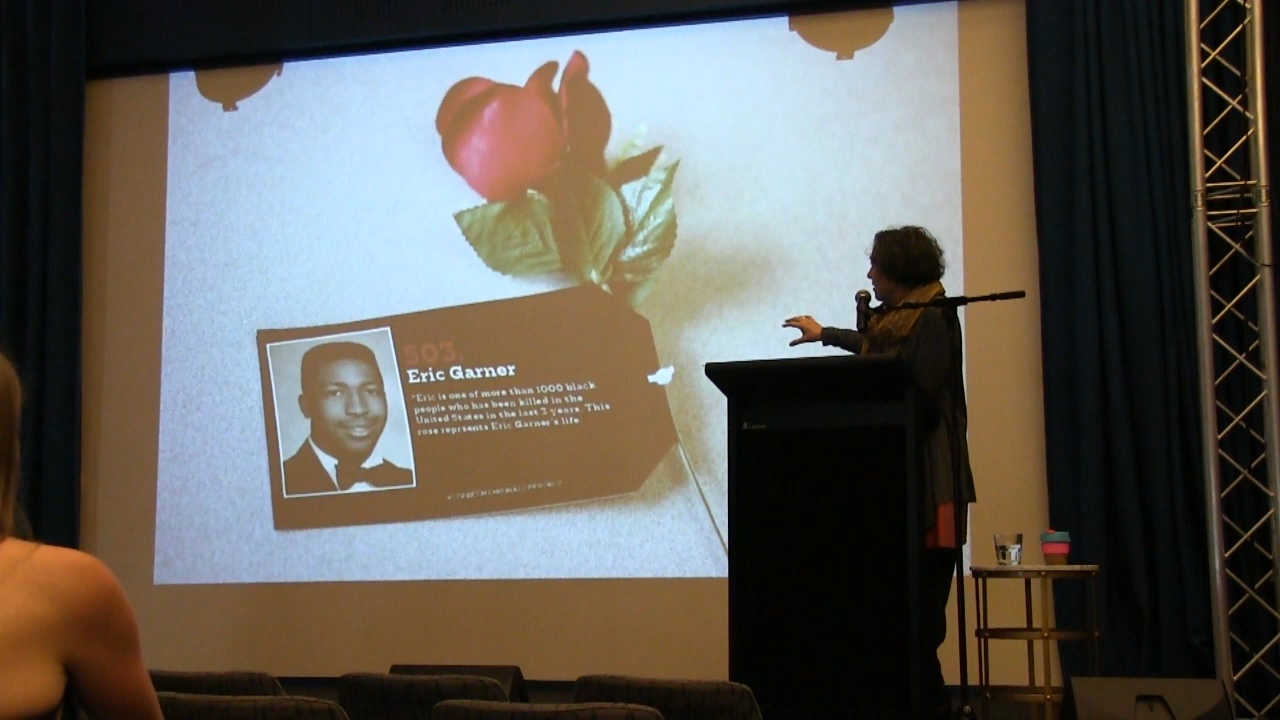 503.
Eric Garner
"Eric is one of more than 1000 black
people who has been killed in the
United States in the last 2 years. This
rose reprsents Eric Garner's life.